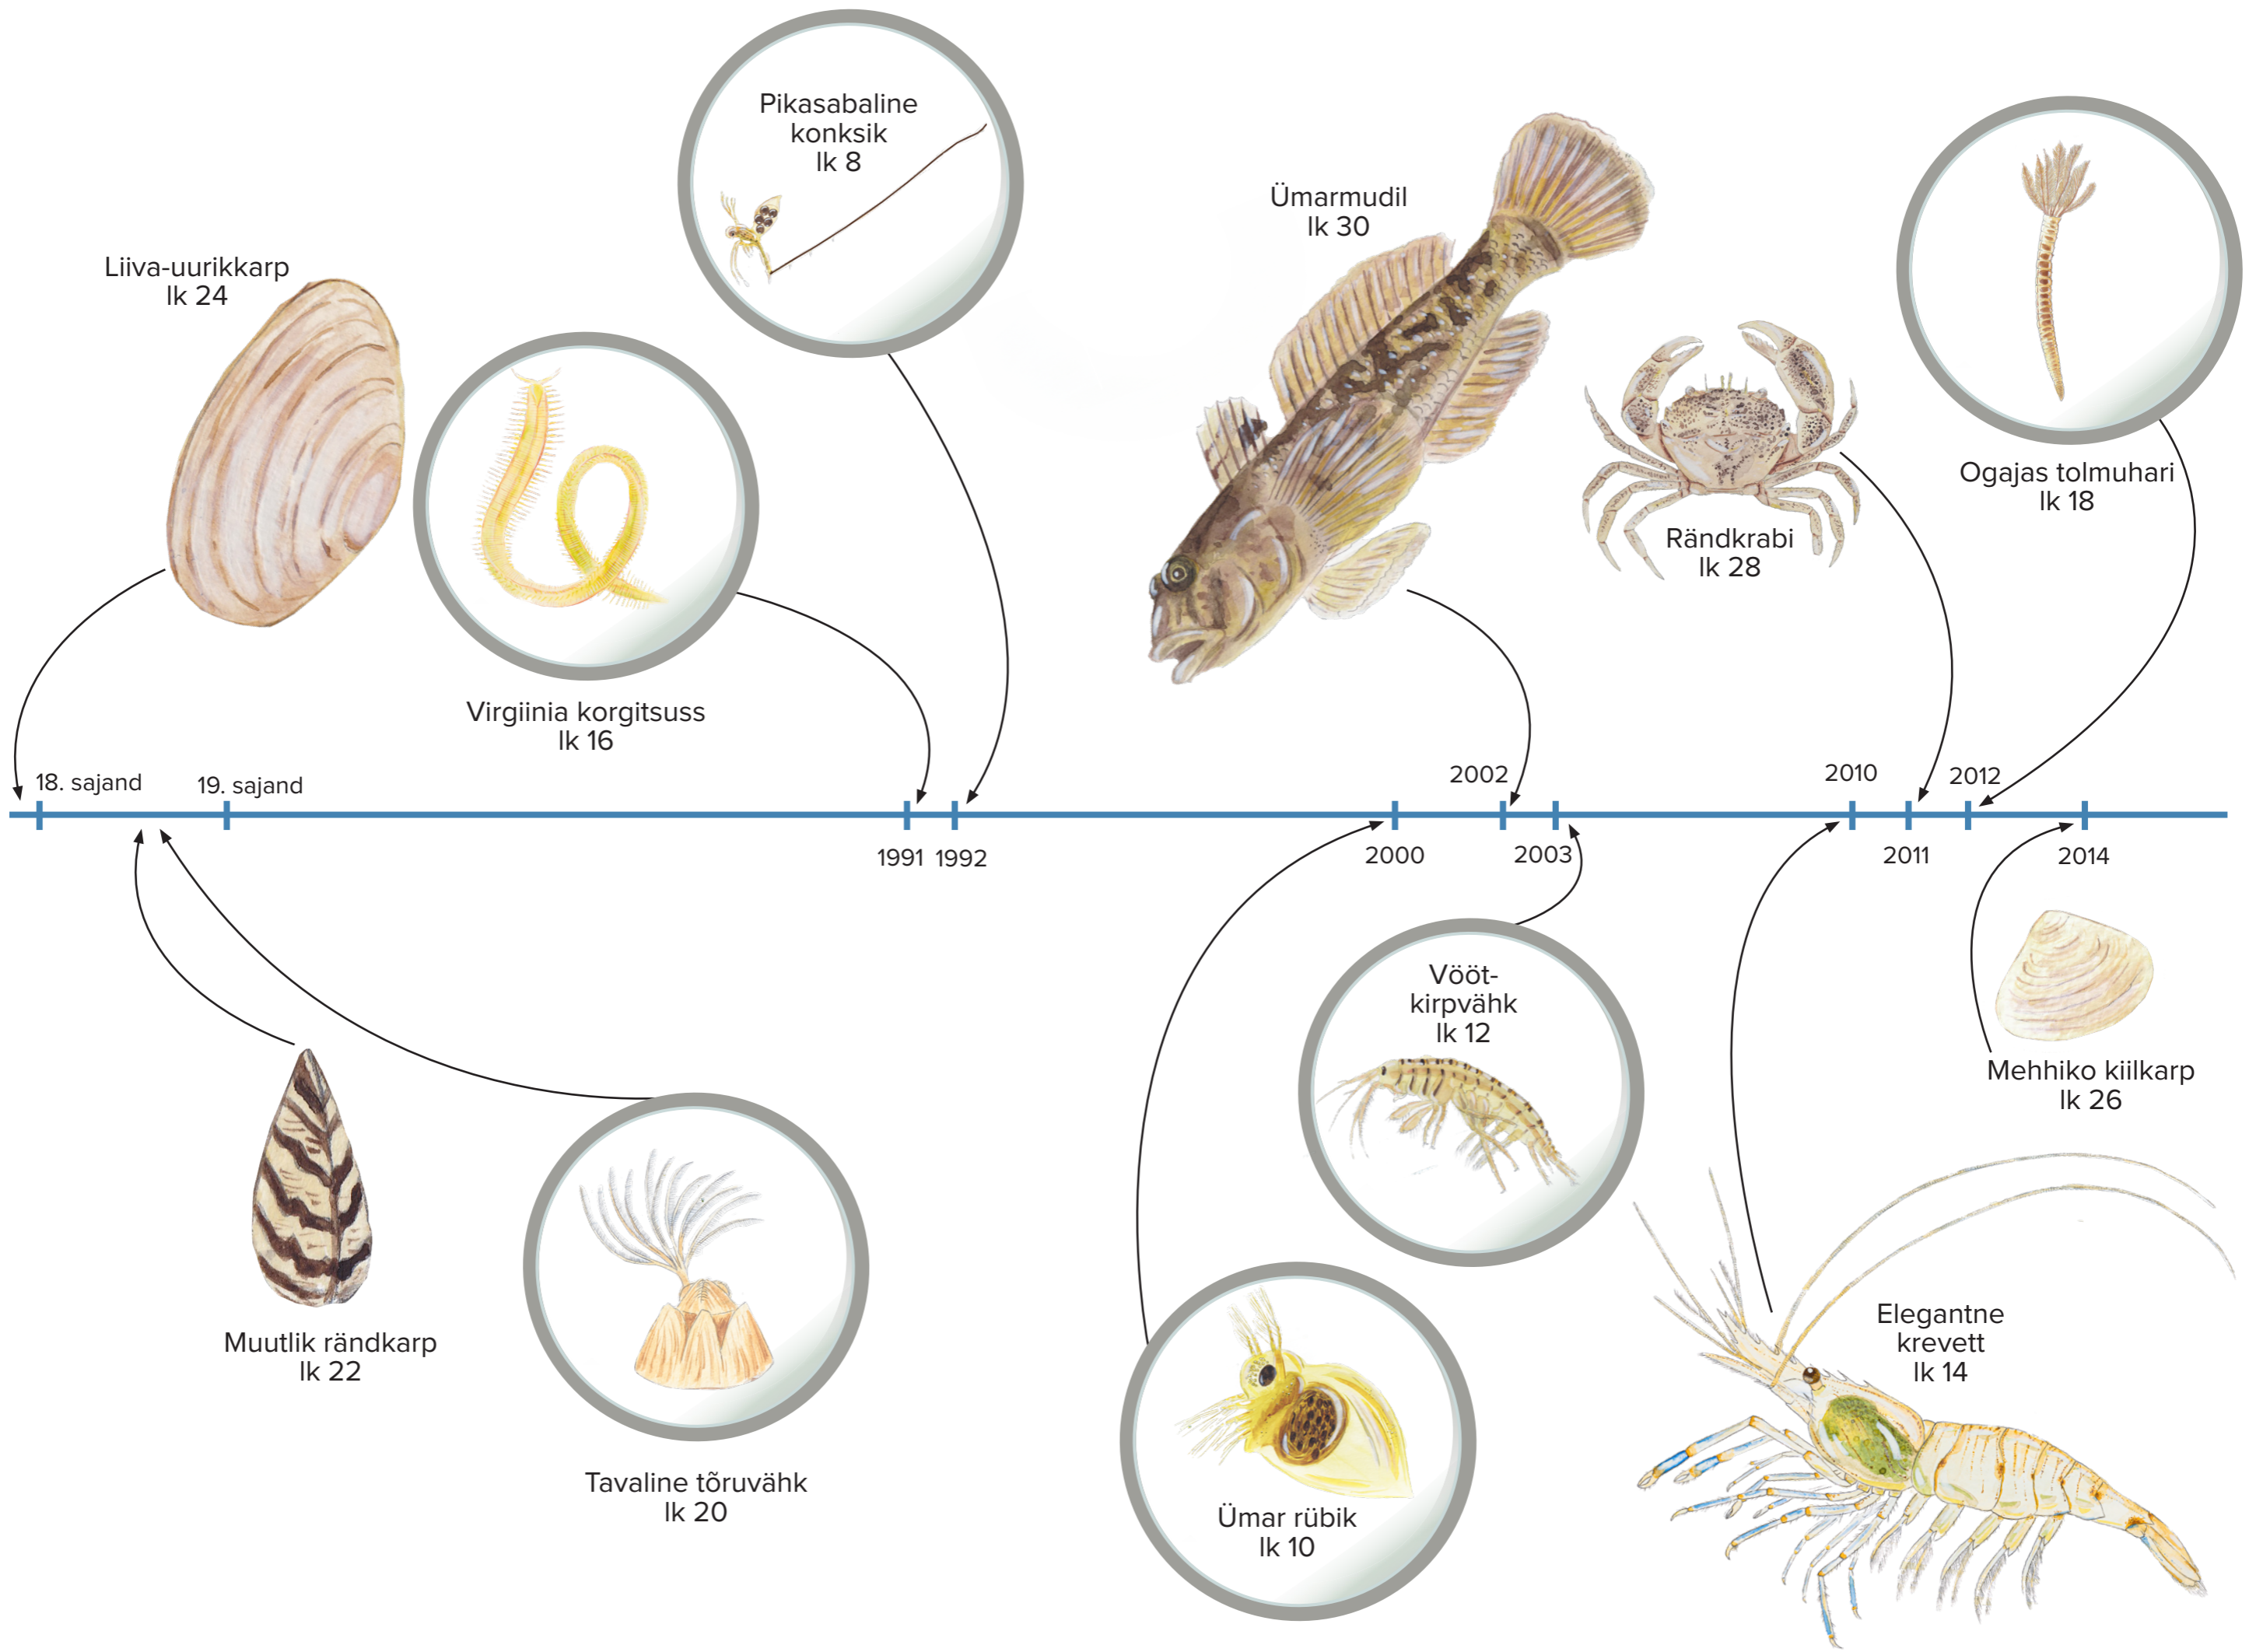 Pikasabaline
konksik
lk 8
Ümarmudil
lk 30
Liiva-uurikkarp
lk 24
Ogajas tolmuhari
lk 18
Rändkrabi
lk 28
Virgiinia korgitsuss
lk 16
18. sajand
19. sajand
1991
1992
2000
2002
2003
2010
2011
2012
2014
Vööt-
kirpvähk
lk 12
Mehhiko kiilkarp
lk 26
Muutlik rändkarp
lk 22
Elegantne
krevett
lk 14
Tavaline tõruvähk
lk 20
Ümar rübik
lk 10